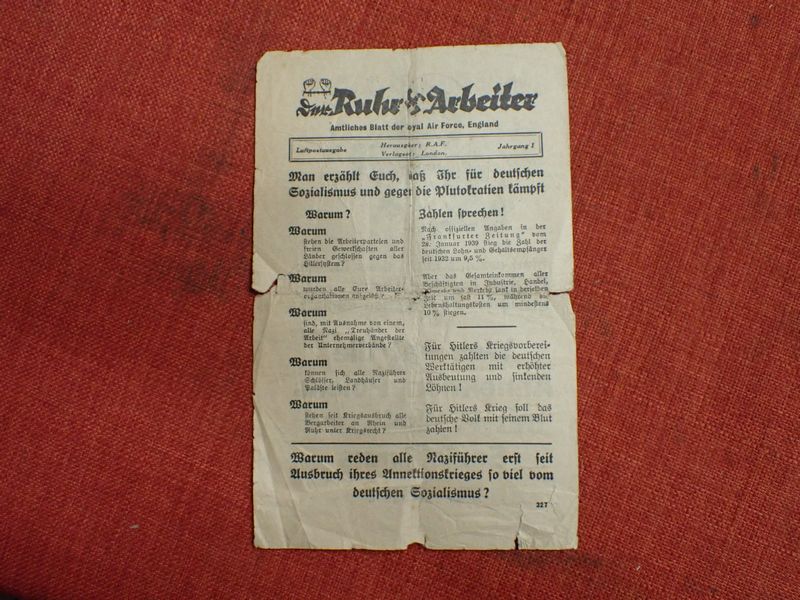 Der Ruhr Arbeiter
Amtliches Blatt der oyal Air Force, England
Luftpostausgabe
Herausgeber: R.A.F.
Verlagsort: London.
Jahrgang 1
Man erzählt Euch, daß Ihr für deutschen
Sozialismus und gegen die Plutokratien kämpft
Warum?
Warum
stehen die Arbeiterparteien und
freien Gewerkschaften aller
Länder geschlossen gegen das
Hitlersystem?
Warum
wurden alle Eure Arbeiter-
organisationen aufgelöst?
Warum
sind, mit Ausnahme von einem,
alle Nazi „Treuhänder der
Arbeit" ehemalige Angestellte
der Unternehmerverbände?
Warum
können sich alle Naziführer
Schlösser, Landhäuser und
Paläste leisten?
Warum
stehen seit Kriegsausbruch alle
Bergarbeiter an Rhein und
Ruhr unter Kriegsrecht?
Zahlen sprechen!
Nach offiziellen Angaben in der
„Frankfurter Zeitung" vom
28. Januar 1939 stieg die Zahl der
deutschen Lohn- und Gehaltsempfänger
seit 1932 um 9,5 %.
Aber das Gesamteinkommen aller
Beschäftigten in Industrie, Handel,
und Verkehr sank in derselben
Zeit um fast 11 %, während die
Lebenshaltungskosten um mindestens
10 % stiegen.
Für Hitlers Kriegsvorberei-
tungen zahlten die deutschen
Werktätigen mit erhöhter
Ausbeutung und sinkenden
Löhnen!
Für Hitlers Krieg soll das
deutsche Volk mit seinem Blut
zahlen!
Warum reden alle Naziführer erst seit
Ausbruch ihres Annektionskrieges so viel vom
deutschen Sozialismus?
327